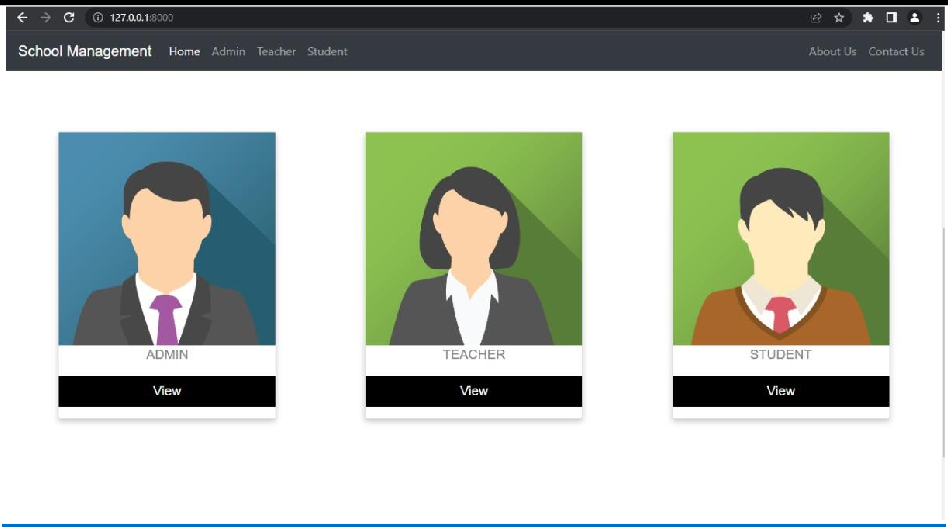 127.0.0.1:8000
School Management Home Admin Teacher Student About Us Contact Us
ADMIN TEACHER STUDENT
View View View